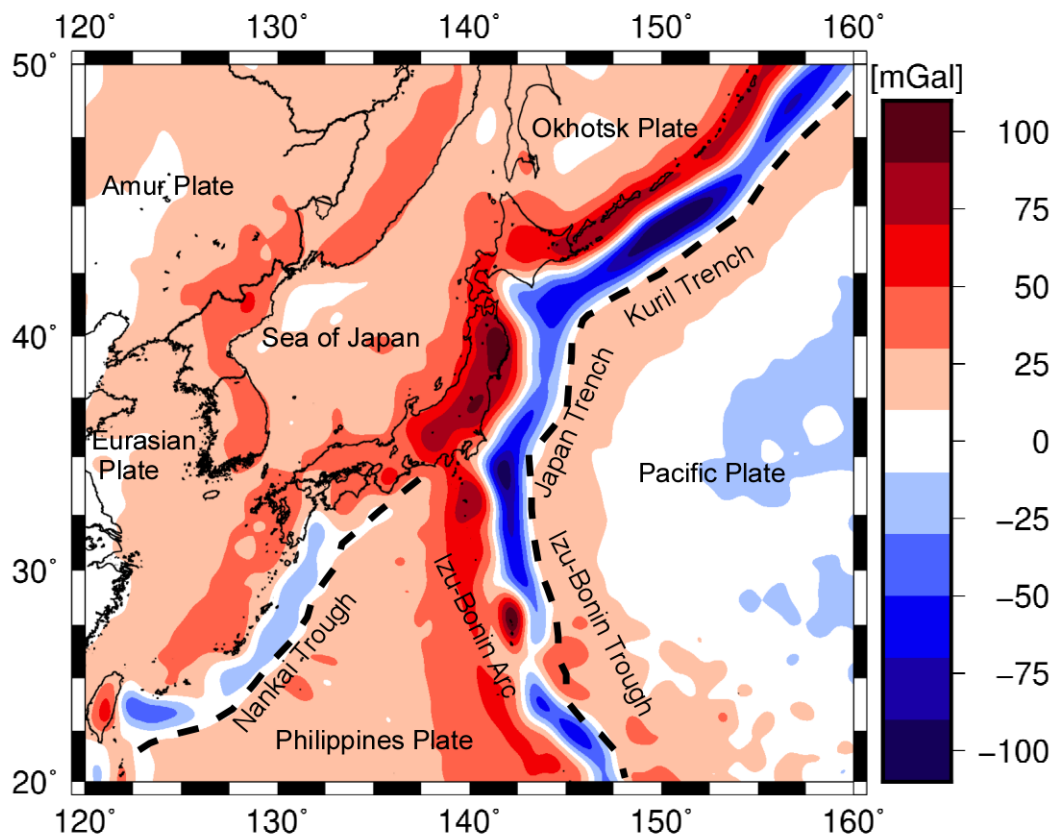 120˚ 130˚ 140˚ 150˚ 160˚
50˚
[mGal]
Okhotsk Plate
100
Amur Plate
75
50
Kuril Trench
40˚
Sea of Japan
25
Japan Trench
0
Eurasian
Plate
Pacific Plate
−25
30˚
Izu-Bonin Arc
Izu-Bonin Trough
−50
Nankai Trough
−75
Philippines Plate
−100
20˚
120˚ 130˚ 140˚ 150˚ 160˚